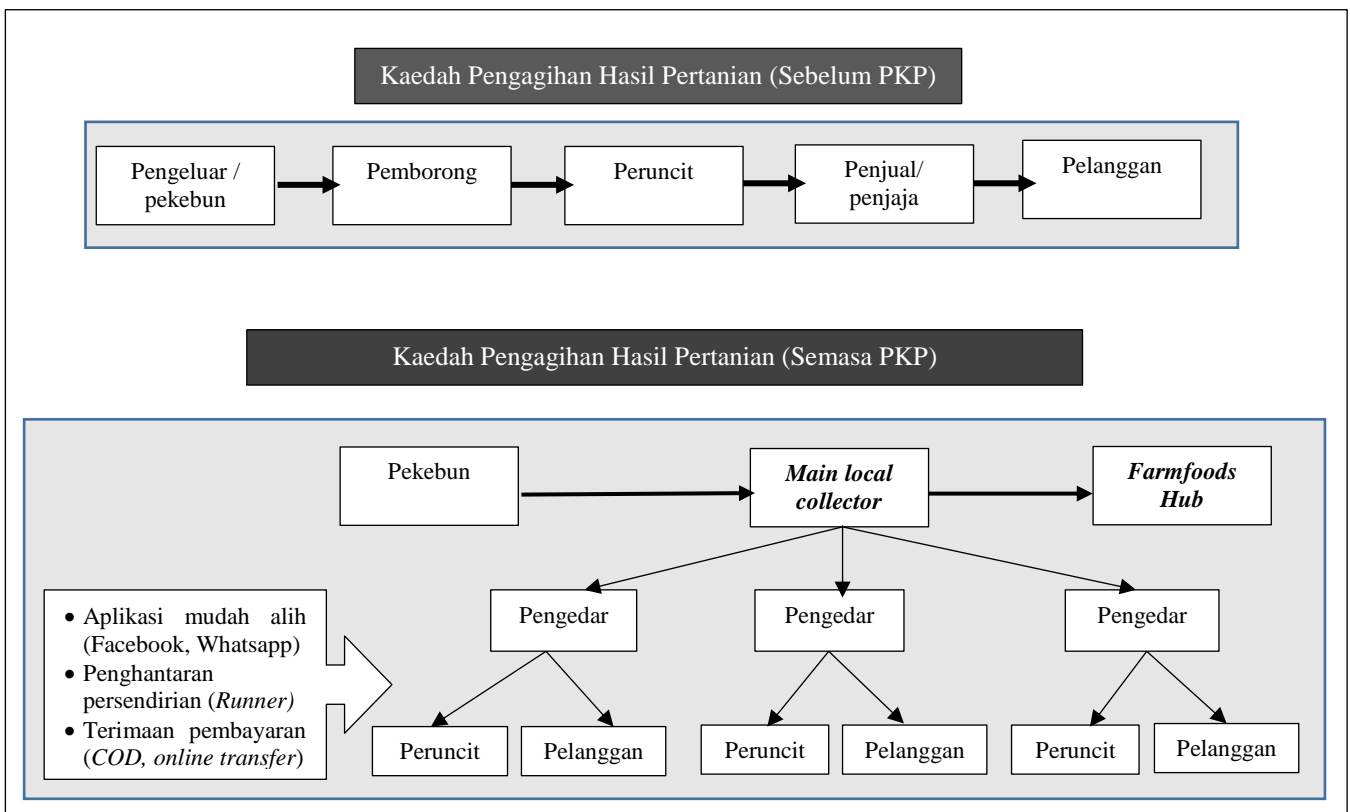 Kaedah Pengagihan Hasil Pertanian (Sebelum PKP)
Pengeluar /
pekebun
Pemborong
Peruncit
Penjual/
penjaja
Pelanggan
Kaedah Pengagihan Hasil Pertanian (Semasa PKP)
Pekebun
Main local
collector
Farmfoods
Hub
• Aplikasi mudah alih
(Facebook, Whatsapp)
• Penghantaran
persendirian (Runner)
• Terimaan pembayaran
(COD, online transfer)
Pengedar
Pengedar
Pengedar
Peruncit
Pelanggan
Peruncit
Pelanggan
Peruncit
Pelanggan